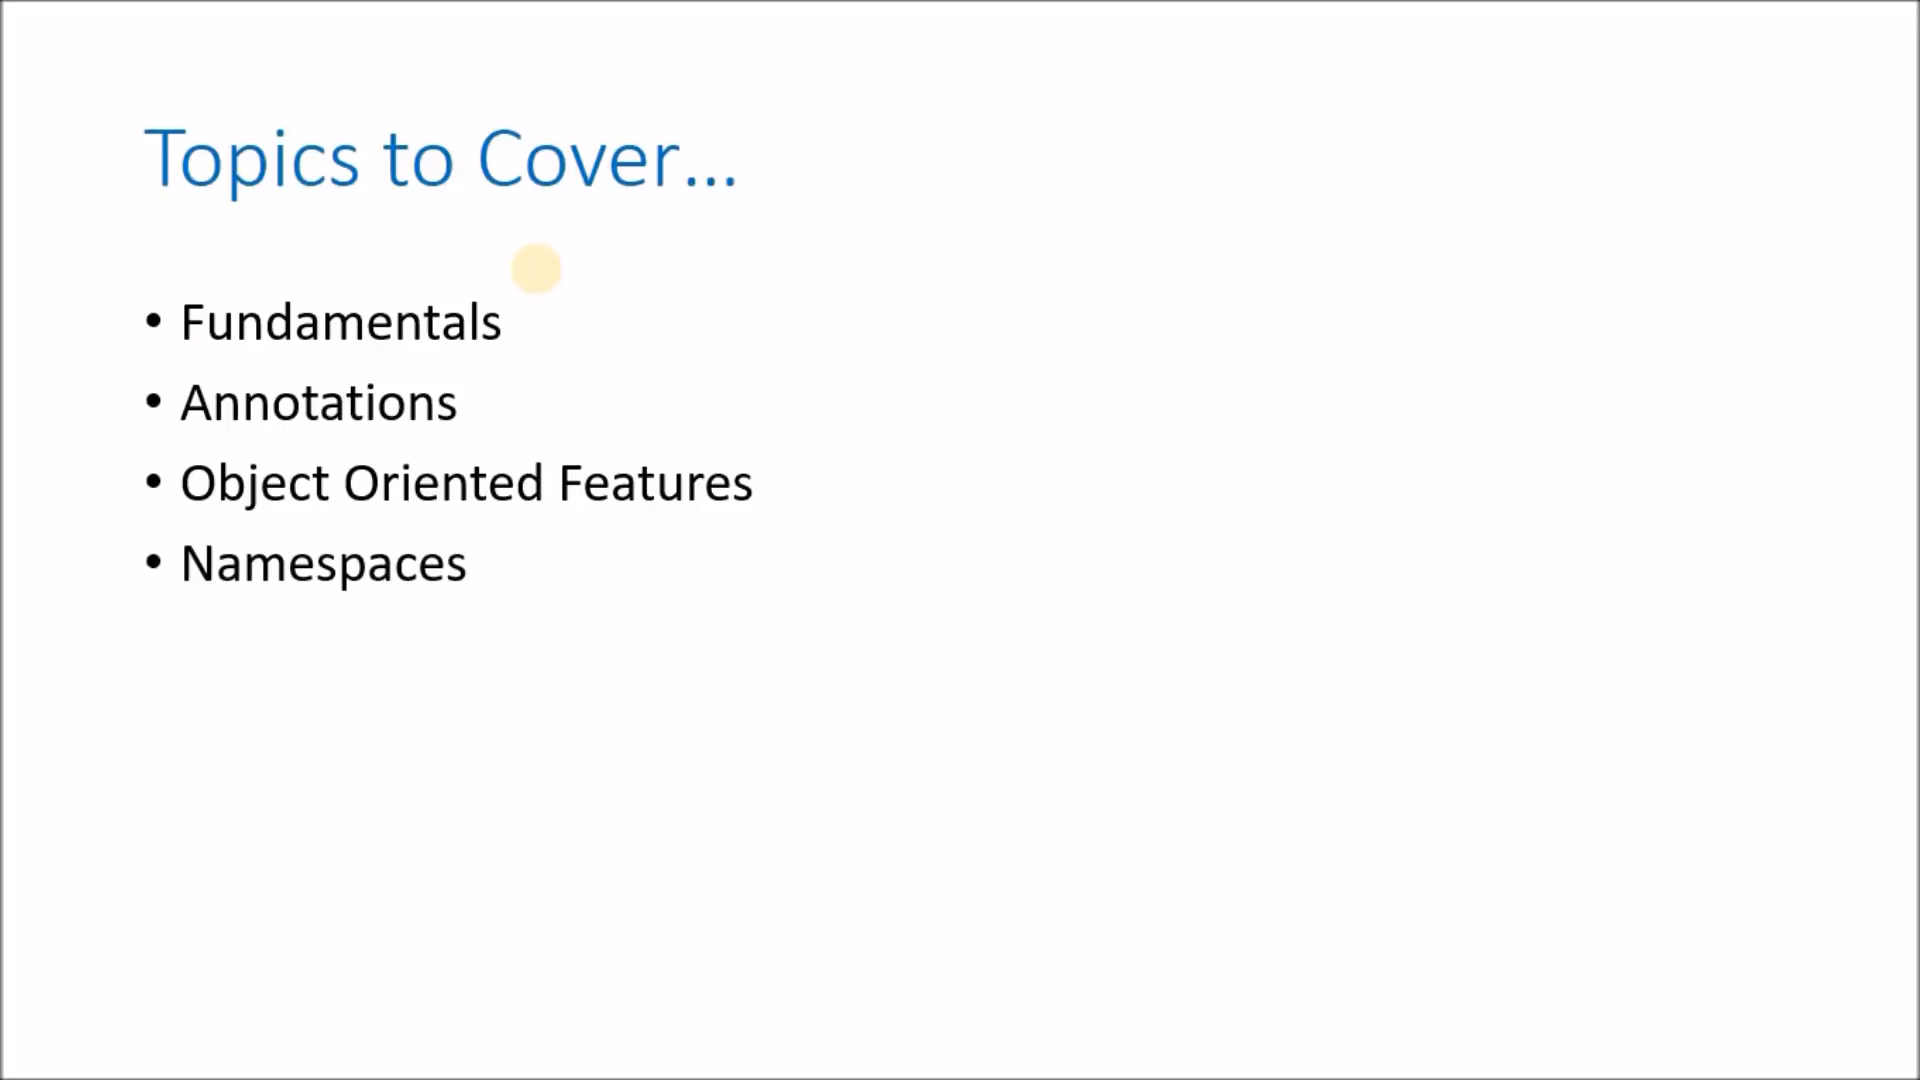 Topics to Cover...
• Fundamentals
• Annotations
• Object Oriented Features
• Namespaces